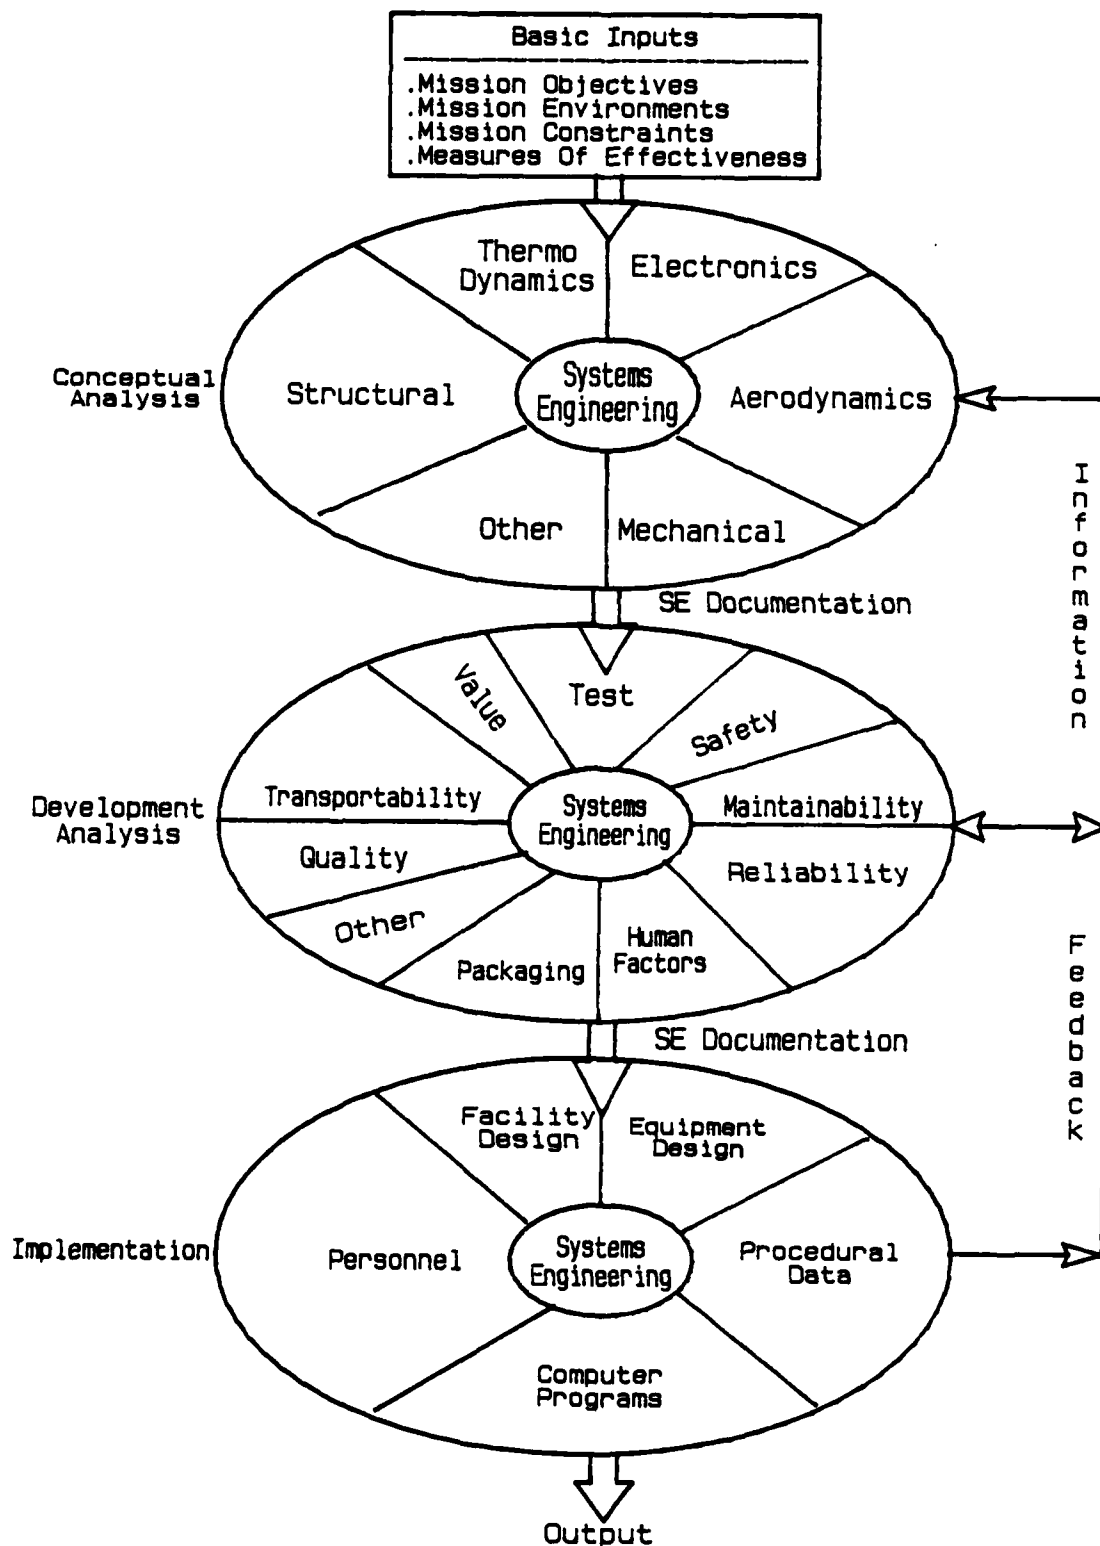 Basic Inputs
.Mission Objectives
.Mission Environments
.Mission Constraints
.Measures Of Effectiveness
Thermo
Dynamics
Electronics
Conceptual
Analysis
Structural
Systems
Engineering
Aerodynamics
Other
Mechanical
SE Documentation
Information
Value
Test
Safety
Development
Analysis
Transportability
Systems
Engineering
Maintainability
Quality
Reliability
Other
Packaging
Human
Factors
Feedback
SE Documentation
Facility
Design
Equipment
Design
Implementation
Personnel
Systems
Engineering
Procedural
Data
Computer
Programs
Output